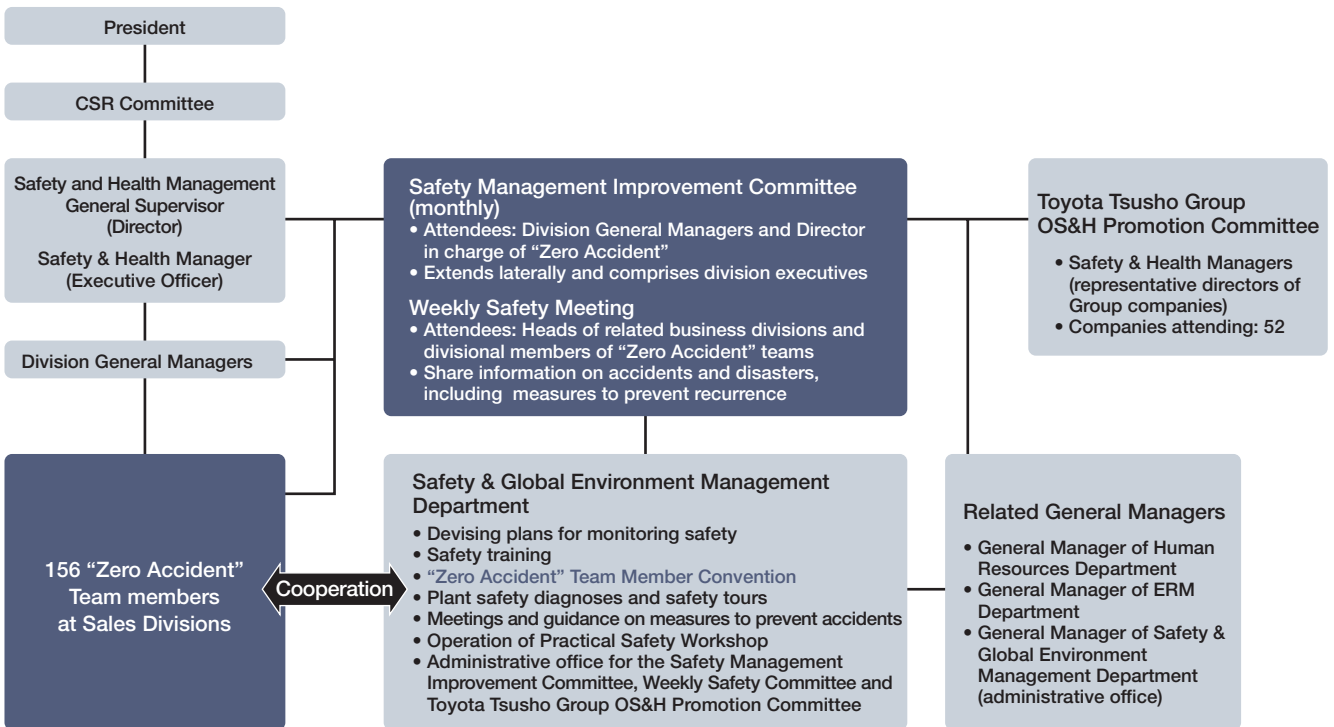 President
CSR Committee
Safety and Health Management
General Supervisor
(Director)
Safety & Health Manager
(Executive Officer)
Division General Managers
156 “Zero Accident”
Team members
at Sales Divisions
Cooperation
Safety Management Improvement Committee
(monthly)
• Attendees: Division General Managers and Director
in charge of “Zero Accident”
• Extends laterally and comprises division executives
Weekly Safety Meeting
• Attendees: Heads of related business divisions and
divisional members of “Zero Accident” teams
• Share information on accidents and disasters,
including measures to prevent recurrence
Safety & Global Environment Management
Department
• Devising plans for monitoring safety
• Safety training
• “Zero Accident” Team Member Convention
• Plant safety diagnoses and safety tours
• Meetings and guidance on measures to prevent accidents
• Operation of Practical Safety Workshop
• Administrative office for the Safety Management
Improvement Committee, Weekly Safety Committee and
Toyota Tsusho Group OS&H Promotion Committee
Toyota Tsusho Group
OS&H Promotion Committee
• Safety & Health Managers
(representative directors of
Group companies)
• Companies attending: 52
Related General Managers
• General Manager of Human
Resources Department
• General Manager of ERM
Department
• General Manager of Safety &
Global Environment
Management Department
(administrative office)